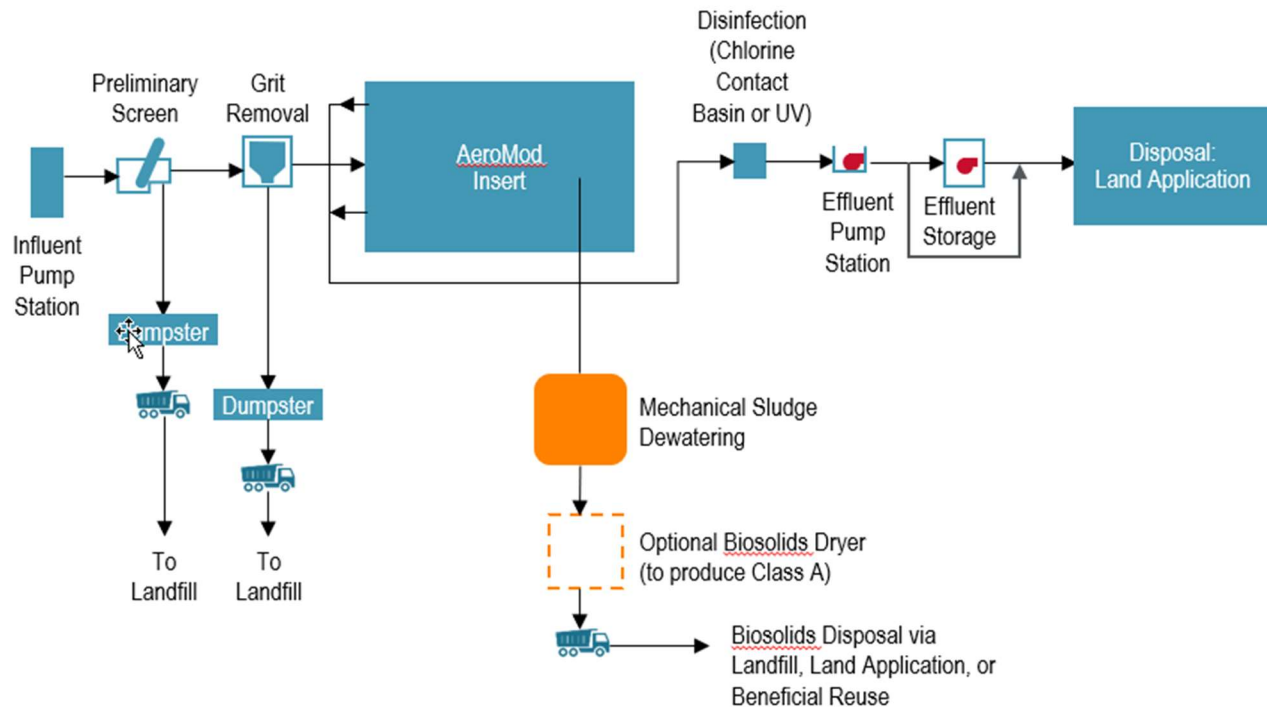 Disinfection
(Chlorine
Contact
Basin or UV)
Preliminary
Screen
Grit
Removal
AeroMod
Insert
Disposal:
Land Application
Influent
Pump
Station
Effluent
Pump
Station
Effluent
Storage
Dumpster
Dumpster
Mechanical Sludge
Dewatering
Optional Biosolids Dryer
(to produce Class A)
To
Landfill
To
Landfill
Biosolids Disposal via
Landfill, Land Application, or
Beneficial Reuse